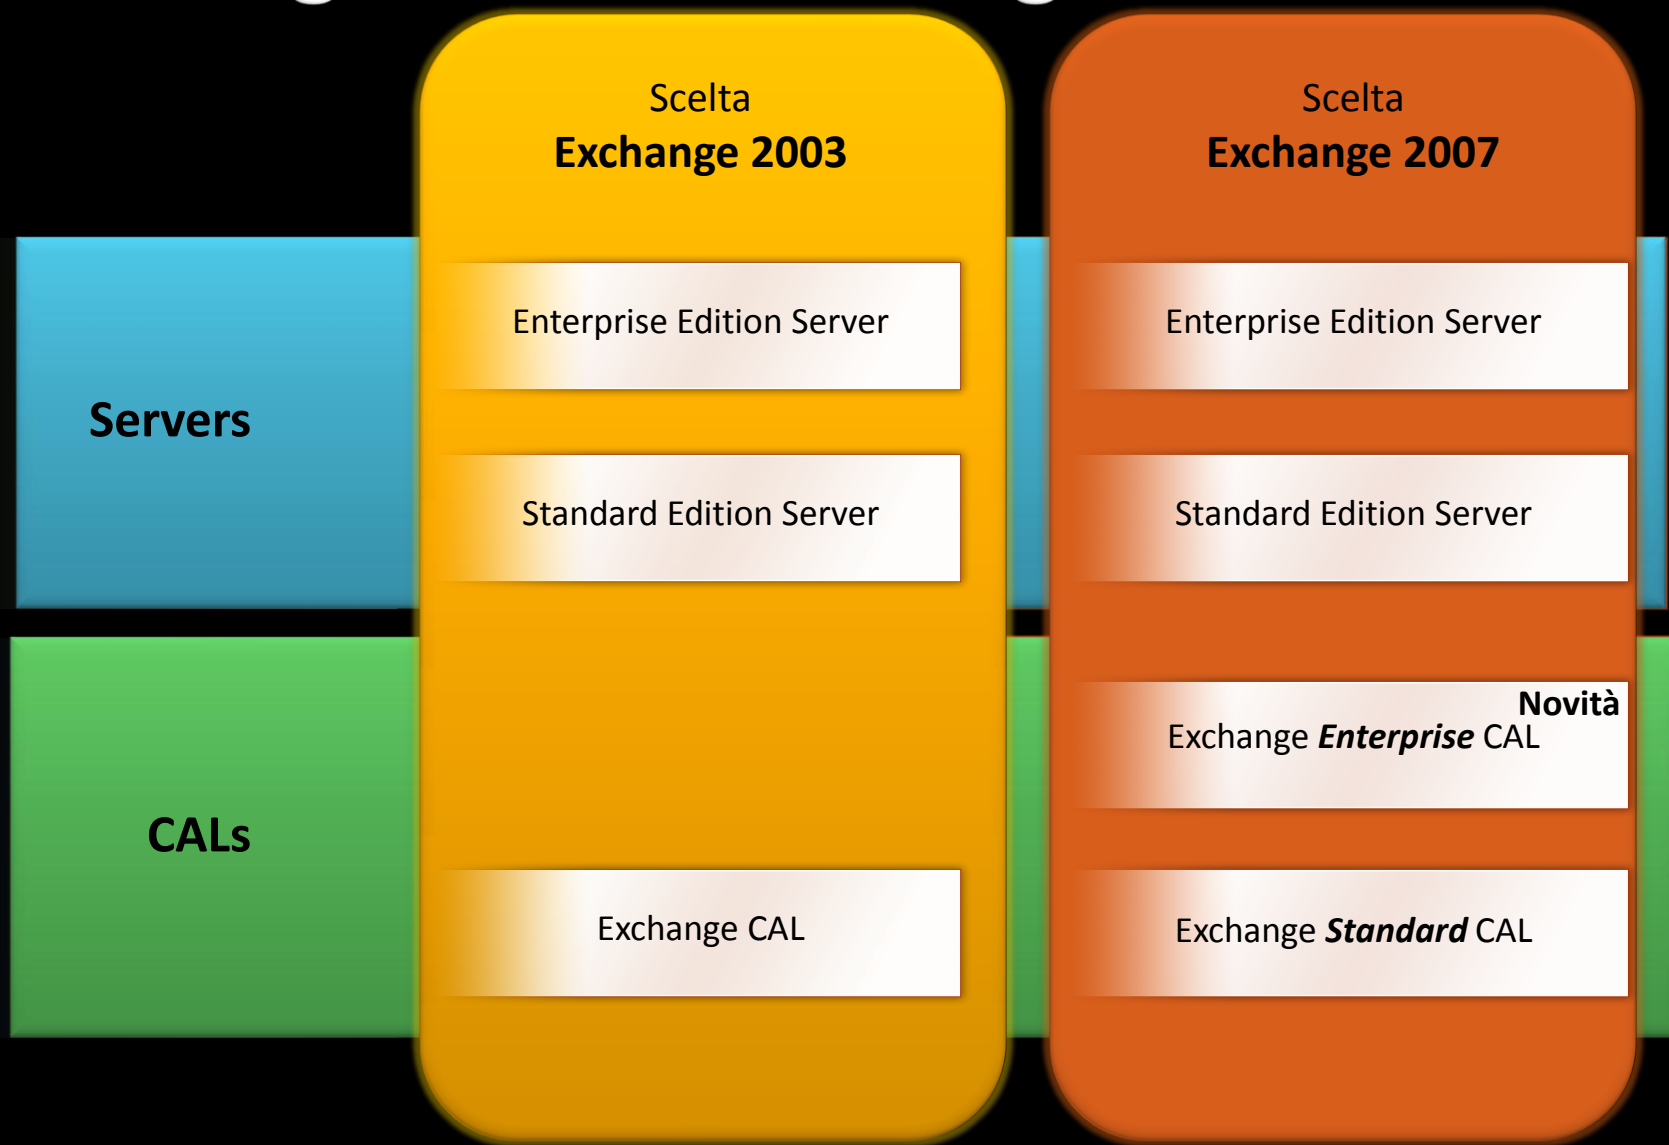 Scelta
Exchange 2003
Scelta
Exchange 2007
Servers
Enterprise Edition Server
Enterprise Edition Server
Standard Edition Server
Standard Edition Server
CALs
Novità
Exchange Enterprise CAL
Exchange CAL
Exchange Standard CAL